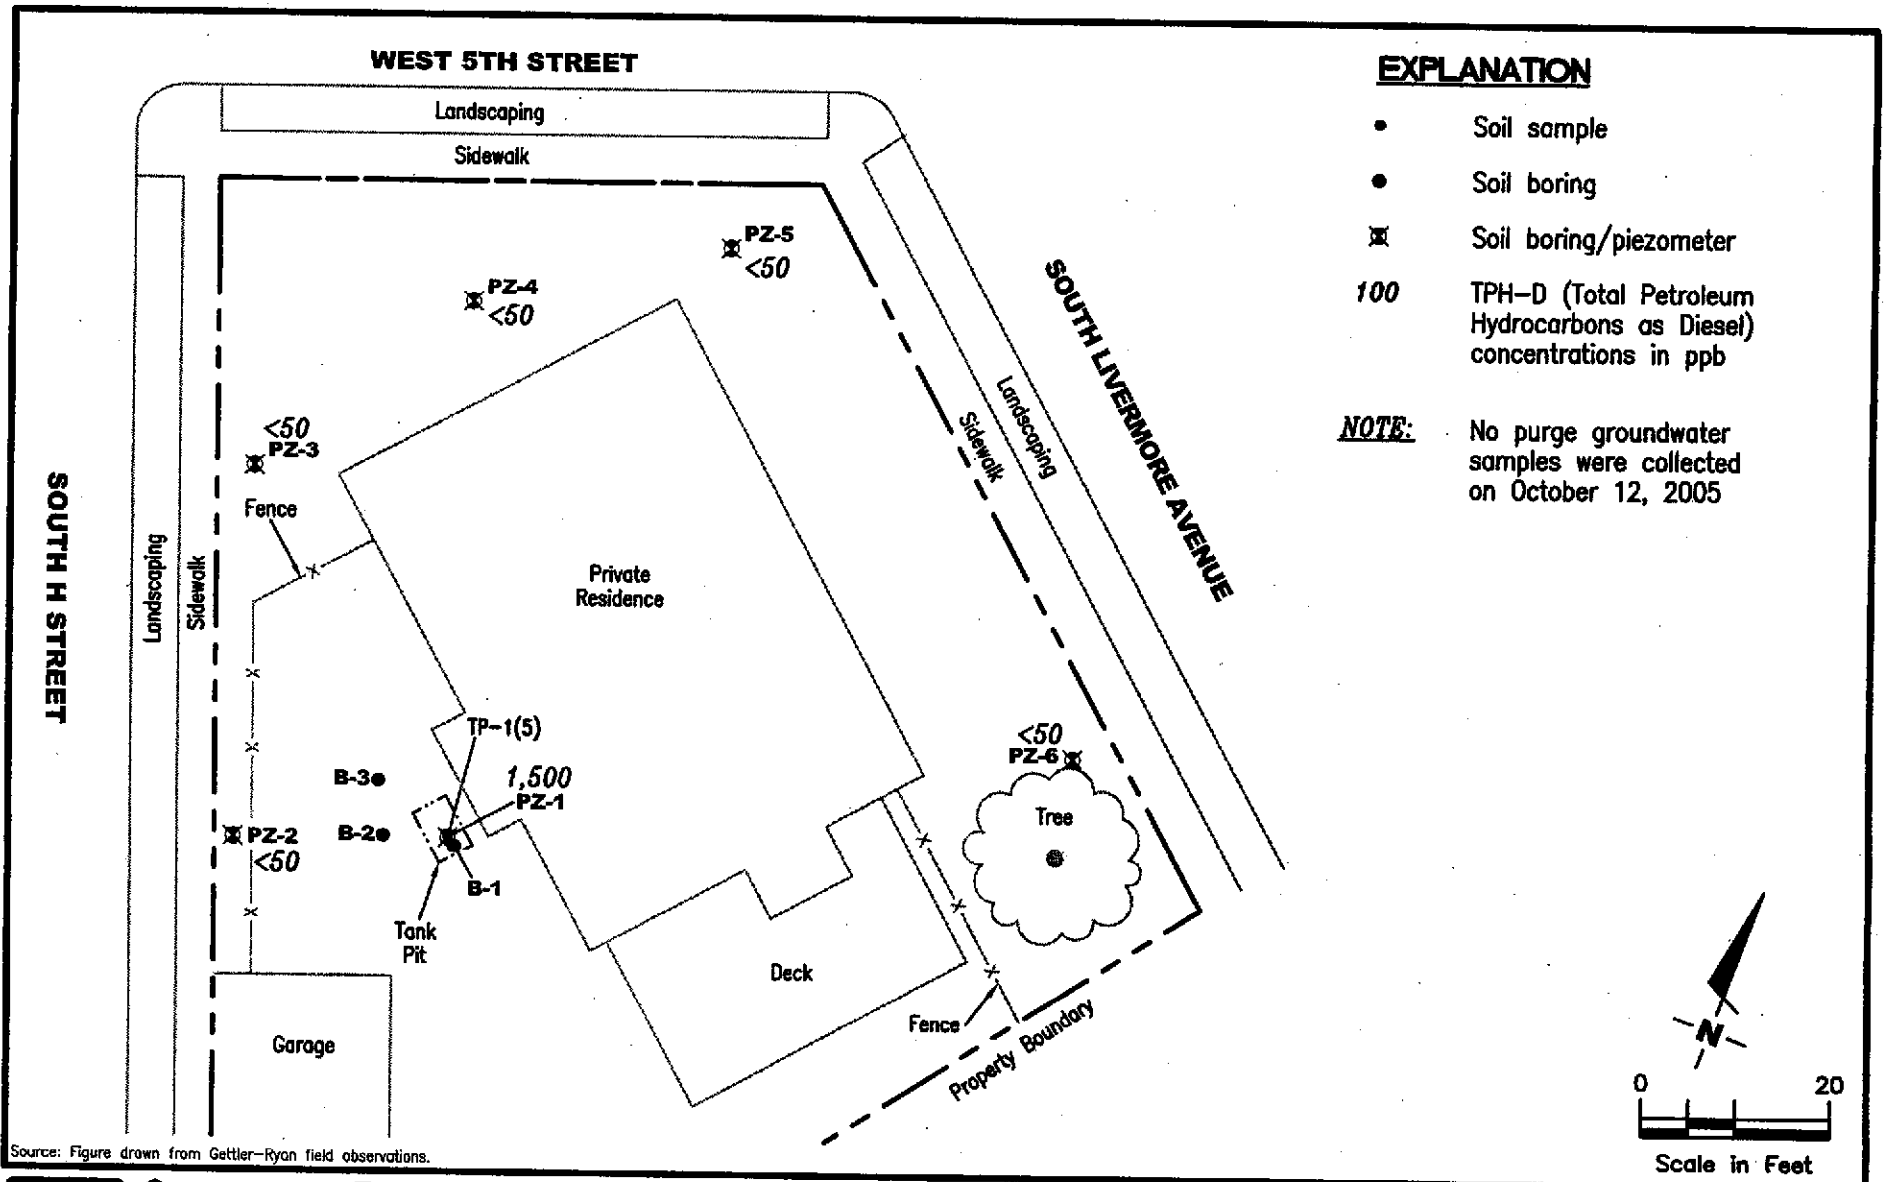 WEST 5TH STREET
Landscaping
Sidewalk
EXPLANATION
Soil sample
Soil boring
Soil boring/piezometer
100 TPH-D (Total Petroleum
Hydrocarbons as Diesel)
concentrations in ppb
NOTE: No purge groundwater
samples were collected
on October 12, 2005
PZ-5
<50
PZ-4
<50
SOUTH LIVERMORE AVENUE
Landscaping
Sidewalk
<50
PZ-3
Fence
SOUTH H STREET
Landscaping
Sidewalk
Private
Residence
TP-1(5)
1,500
PZ-1
B-3
B-2
PZ-2
<50
B-1
Tank
Pit
<50
PZ-6
Tree
Deck
Fence
Property Boundary
Garage
N
0 20
Scale in Feet
Source: Figure drawn from Gettler-Ryan field observations.